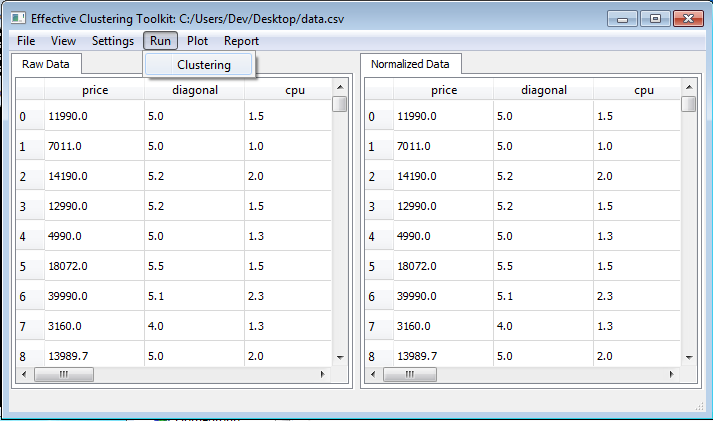 Effective Clustering Toolkit: C:/Users/Dev/Desktop/data.csv
File View Settings Run Plot Report
Clustering
Raw Data
price diagonal cpu
0 11990.0 5.0 1.5
1 7011.0 5.0 1.0
2 14190.0 5.2 2.0
3 12990.0 5.2 1.5
4 4990.0 5.0 1.3
5 18072.0 5.5 1.5
6 39990.0 5.1 2.3
7 3160.0 4.0 1.3
8 13989.7 5.0 2.0
Normalized Data
price diagonal cpu
0 11990.0 5.0 1.5
1 7011.0 5.0 1.0
2 14190.0 5.2 2.0
3 12990.0 5.2 1.5
4 4990.0 5.0 1.3
5 18072.0 5.5 1.5
6 39990.0 5.1 2.3
7 3160.0 4.0 1.3
8 13989.7 5.0 2.0